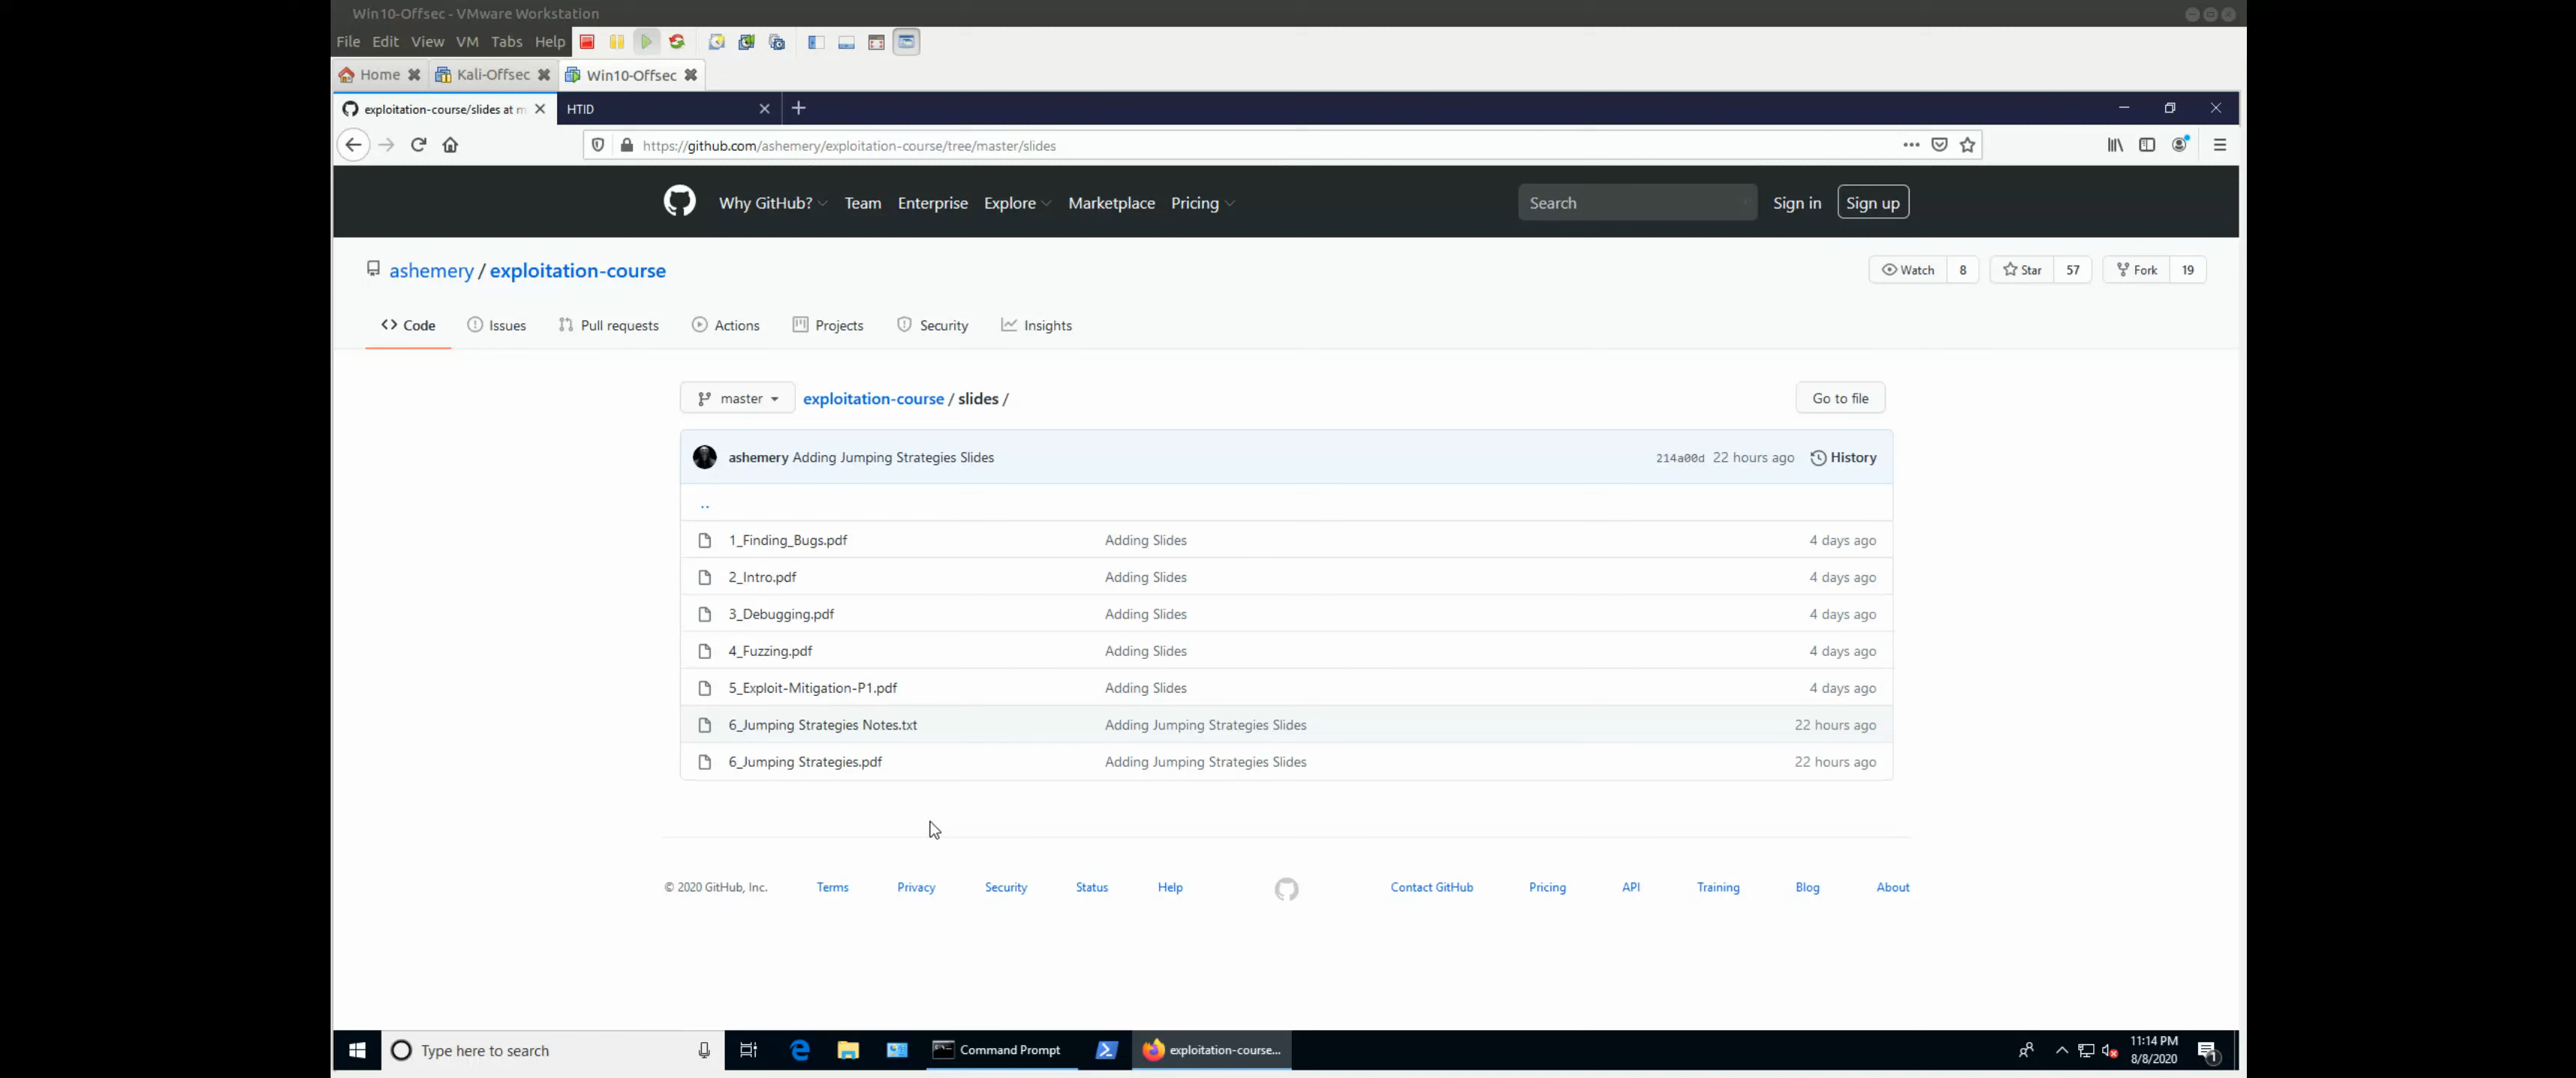 Win10-Offsec - VMware Workstation
File Edit View VM Tabs Help
Home Kali-Offsec Win10-Offsec
exploitation-course/slides at m HTID
https://github.com/ashemery/exploitation-course/tree/master/slides
Why GitHub? Team Enterprise Explore Marketplace Pricing Search Sign in Sign up
ashemery / exploitation-course Watch 8 Star 57 Fork 19
Code Issues Pull requests Actions Projects Security Insights
master exploitation-course / slides / Go to file
ashemery Adding Jumping Strategies Slides 214a00d 22 hours ago History
..
1_Finding_Bugs.pdf Adding Slides 4 days ago
2_Intro.pdf Adding Slides 4 days ago
3_Debugging.pdf Adding Slides 4 days ago
4_Fuzzing.pdf Adding Slides 4 days ago
5_Exploit-Mitigation-P1.pdf Adding Slides 4 days ago
6_Jumping Strategies Notes.txt Adding Jumping Strategies Slides 22 hours ago
6_Jumping Strategies.pdf Adding Jumping Strategies Slides 22 hours ago
© 2020 GitHub, Inc. Terms Privacy Security Status Help Contact GitHub Pricing API Training Blog About
Type here to search Command Prompt exploitation-course... 11:14 PM
8/8/2020 1